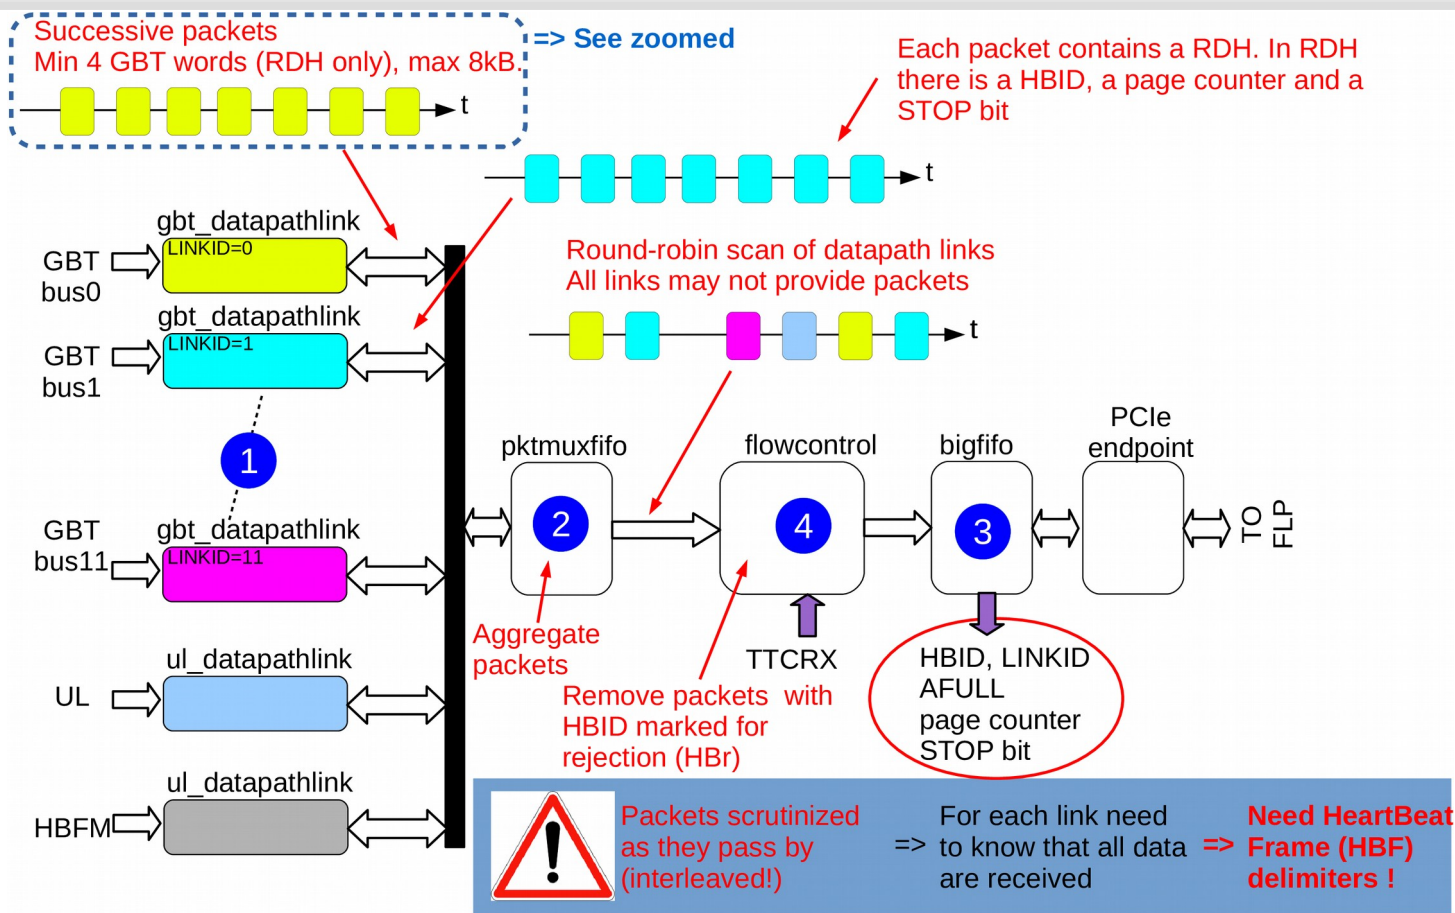 Successive packets
Min 4 GBT words (RDH only), max 8kB.
=> See zoomed
t
Each packet contains a RDH. In RDH
there is a HBID, a page counter and a
STOP bit
t
gbt_datapathlink
LINKID=0
GBT
bus0
Round-robin scan of datapath links
All links may not provide packets
t
gbt_datapathlink
LINKID=1
GBT
bus1
1
gbt_datapathlink
LINKID=11
GBT
bus11
pktmuxfifo
2
flowcontrol
4
bigfifo
3
PCIe
endpoint
TO
FLP
Aggregate
packets
TTCRX
Remove packets with
HBID marked for
rejection (HBr)
HBID, LINKID
AFULL
page counter
STOP bit
ul_datapathlink
UL
ul_datapathlink
HBFM
Packets scrutinized
as they pass by
(interleaved!)
=>
For each link need
to know that all data
are received
=>
Need HeartBeat
Frame (HBF)
delimiters !